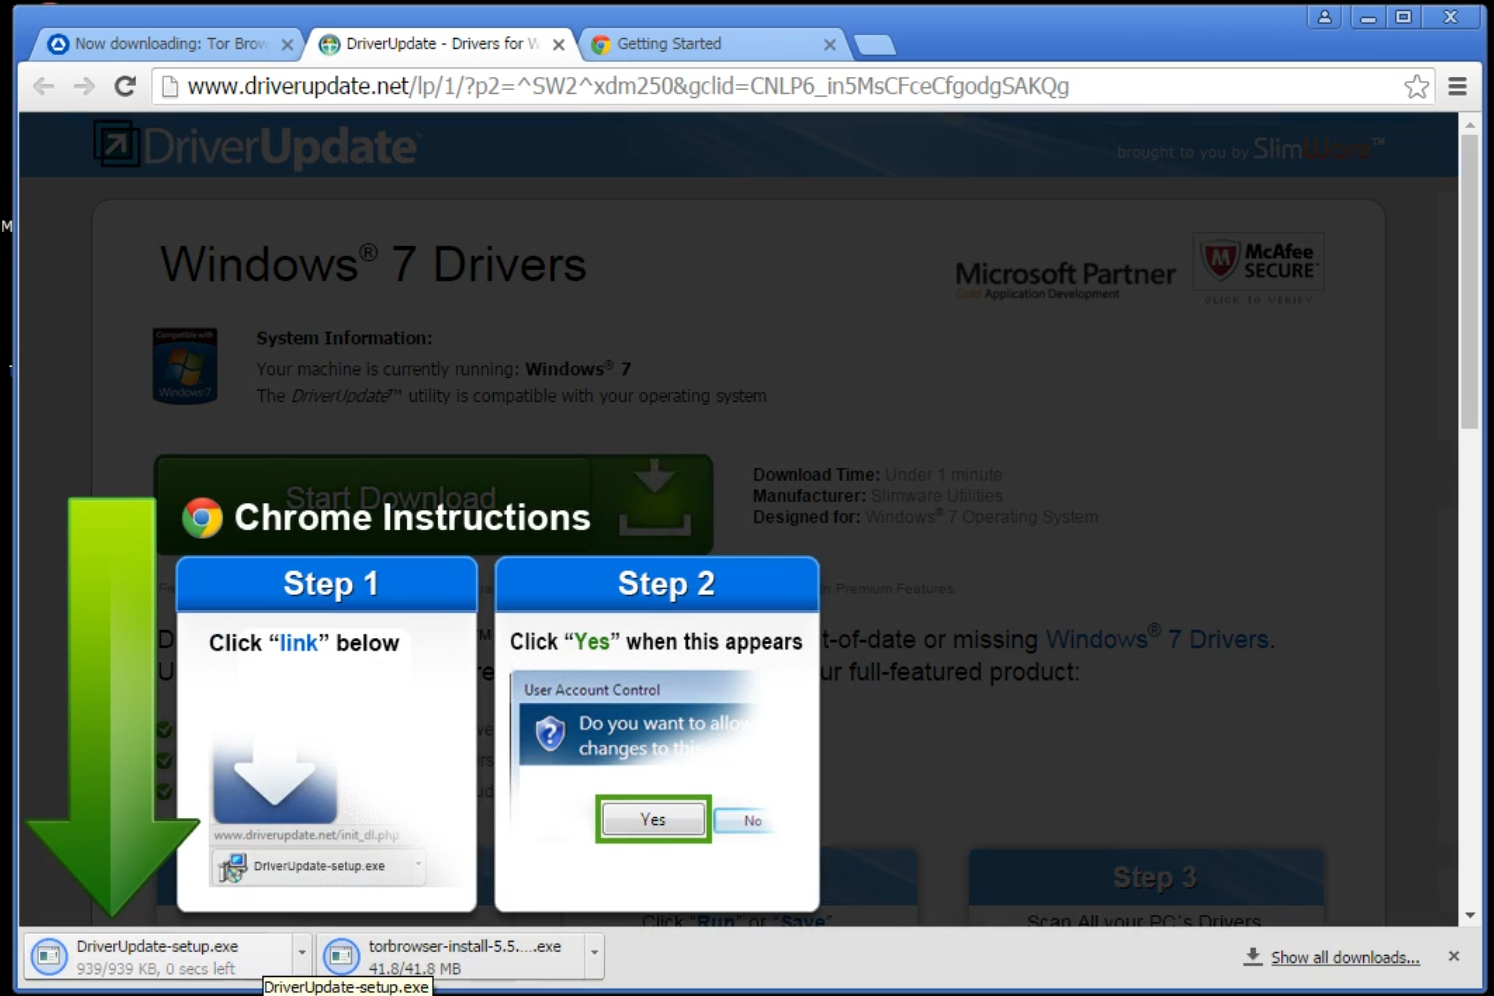 Now downloading: Tor Brow
DriverUpdate - Drivers for W
Getting Started
www.driverupdate.net/lp/1/?p2=^SW2^xdm250&gclid=CNLP6_in5MsCFceCfgodgSAKQg
DriverUpdate™
brought to you by SlimWare™
M
Windows® 7 Drivers
Microsoft Partner
Gold Application Development
McAfee
SECURE™
CLICK TO VERIFY
Compatible with
Windows 7
System Information:
Your machine is currently running: Windows® 7
The DriverUpdate™ utility is compatible with your operating system
Start Download
Download Time: Under 1 minute
Manufacturer: Slimware Utilities
Designed for: Windows® 7 Operating System
Chrome Instructions
Premium Features.
t-of-date or missing Windows® 7 Drivers.
ur full-featured product:
Step 1
Click “link” below
www.driverupdate.net/init_dl.php
DriverUpdate-setup.exe
Step 2
Click “Yes” when this appears
User Account Control
Do you want to allow
changes to this
Yes
No
Click “Run” or “Save”
Step 3
Scan All your PC's Drivers
DriverUpdate-setup.exe
939/939 KB, 0 secs left
torbrowser-install-5.5....exe
41.8/41.8 MB
Show all downloads...
DriverUpdate-setup.exe